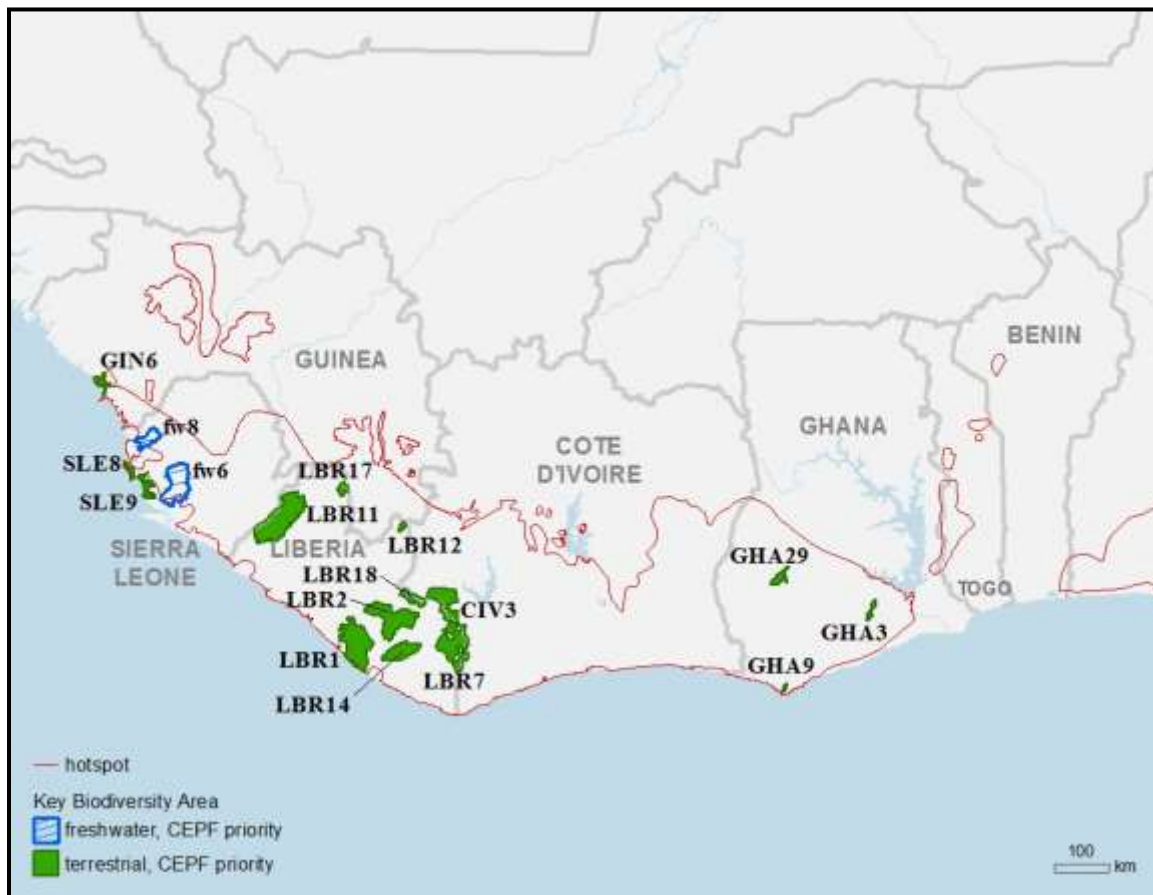 BENIN
GUINEA
GIN6
GHANA
COTE
D'IVOIRE
fw8
SLE8
fw6
LBR17
SLE9
LBR11
SIERRA
LEONE
LIBERIA
LBR12
GHA29
LBR18
TOGO
LBR2
CIV3
GHA3
LBR1
GHA9
LBR7
LBR14
hotspot
Key Biodiversity Area
freshwater, CEPF priority
terrestrial, CEPF priority
100
km